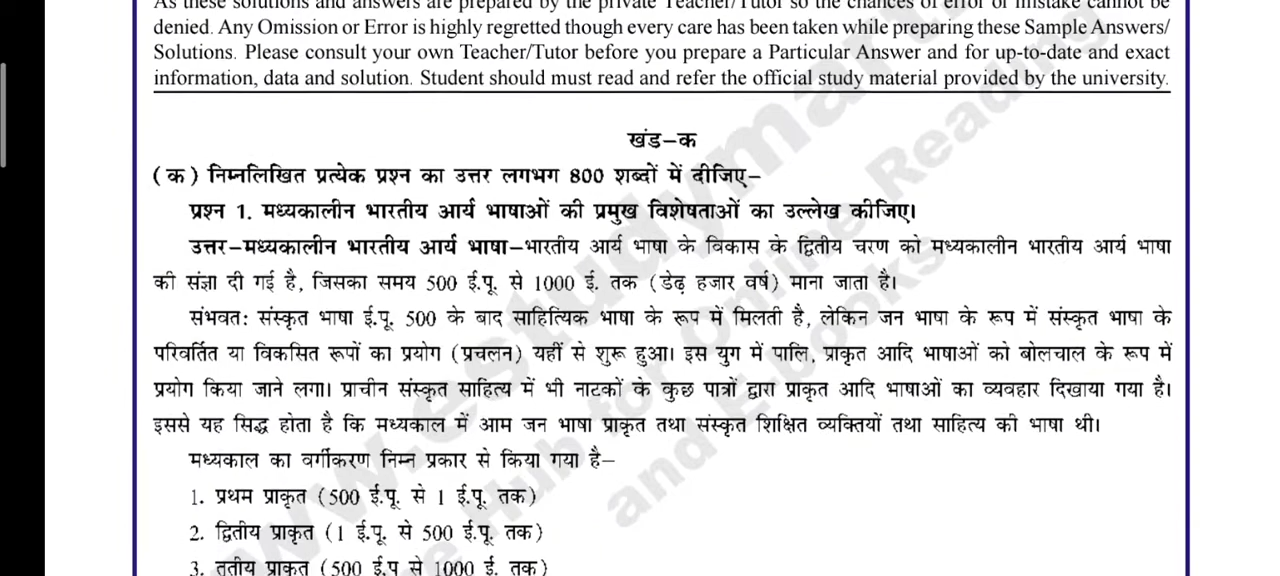 As these solutions and answers are prepared by the private Teacher/Tutor so the chances of error or mistake cannot be
denied. Any Omission or Error is highly regretted though every care has been taken while preparing these Sample Answers/
Solutions. Please consult your own Teacher/Tutor before you prepare a Particular Answer and for up-to-date and exact
information, data and solution. Student should must read and refer the official study material provided by the university.
खंड–क
(क) निम्नलिखित प्रत्येक प्रश्न का उत्तर लगभग 800 शब्दों में दीजिए–
प्रश्न 1. मध्यकालीन भारतीय आर्य भाषाओं की प्रमुख विशेषताओं का उल्लेख कीजिए।
उत्तर–मध्यकालीन भारतीय आर्य भाषा–भारतीय आर्य भाषा के विकास के द्वितीय चरण को मध्यकालीन भारतीय आर्य भाषा
की संज्ञा दी गई है, जिसका समय 500 ई.पू. से 1000 ई. तक (डेढ़ हजार वर्ष) माना जाता है।
संभवत: संस्कृत भाषा ई.पू. 500 के बाद साहित्यिक भाषा के रूप में मिलती है, लेकिन जन भाषा के रूप में संस्कृत भाषा के
परिवर्तित या विकसित रूपों का प्रयोग (प्रचलन) यहीं से शुरू हुआ। इस युग में पालि, प्राकृत आदि भाषाओं को बोलचाल के रूप में
प्रयोग किया जाने लगा। प्राचीन संस्कृत साहित्य में भी नाटकों के कुछ पात्रों द्वारा प्राकृत आदि भाषाओं का व्यवहार दिखाया गया है।
इससे यह सिद्ध होता है कि मध्यकाल में आम जन भाषा प्राकृत तथा संस्कृत शिक्षित व्यक्तियों तथा साहित्य की भाषा थी।
मध्यकाल का वर्गीकरण निम्न प्रकार से किया गया है–
1. प्रथम प्राकृत (500 ई.पू. से 1 ई.पू. तक)
2. द्वितीय प्राकृत (1 ई.पू. से 500 ई.पू. तक)
3. तृतीय प्राकृत (500 ई.प से 1000 ई. तक)